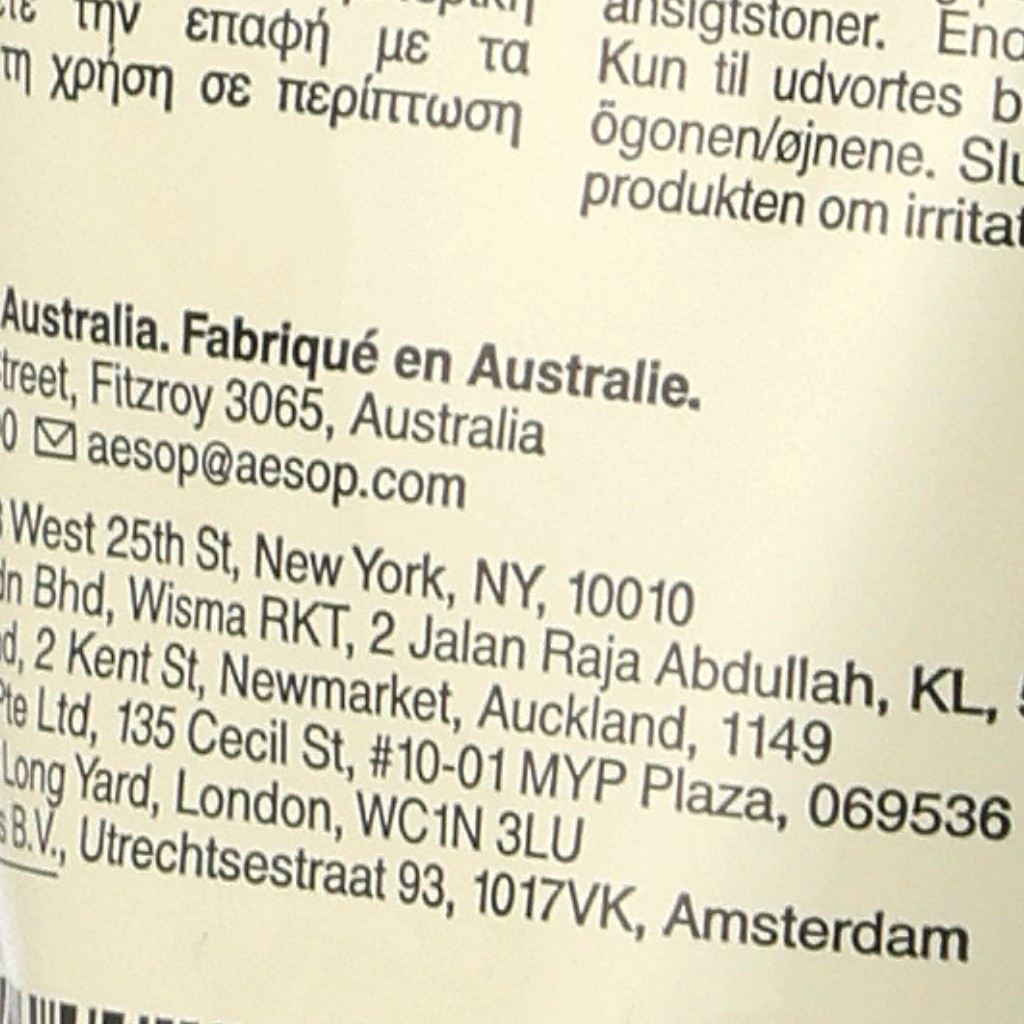 την επαφή με τα
τη χρήση σε περίπτωση
ansigtstoner.
Kun til udvortes
ögonen/øjnene.
produkten om
Australia. Fabriqué en Australie.
Fitzroy 3065, Australia
aesop@aesop.com
West 25th St, New York, NY, 10010
Bhd, Wisma RKT, 2 Jalan Raja Abdullah, KL,
2 Kent St, Newmarket, Auckland, 1149
Ltd, 135 Cecil St, #10-01 MYP Plaza, 069536
Long Yard, London, WC1N 3LU
B.V., Utrechtsestraat 93, 1017VK, Amsterdam